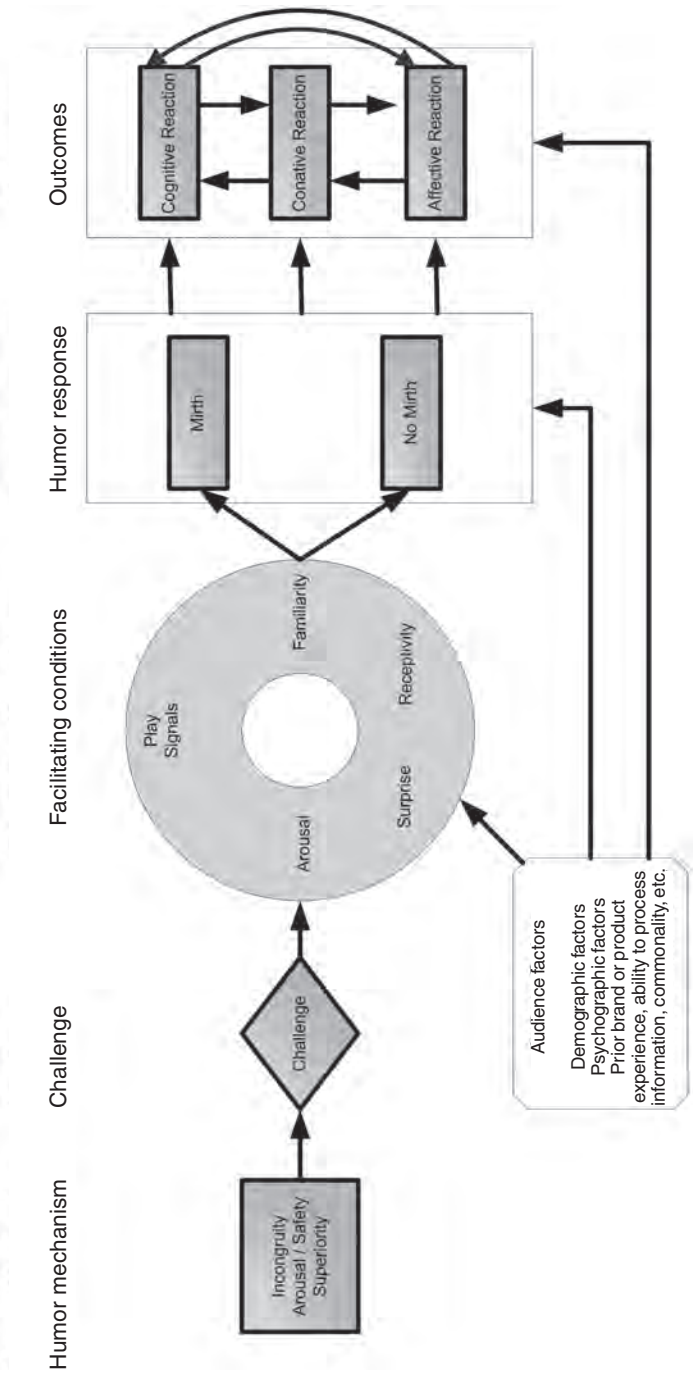 Humor mechanism
Challenge
Facilitating conditions
Humor response
Outcomes
Incongruity
Arousal / Safety
Superiority
Challenge
Play
Signals
Arousal
Familiarity
Surprise
Receptivity
Mirth
No Mirth
Cognitive Reaction
Conative Reaction
Affective Reaction
Audience factors
Demographic factors
Psychographic factors
Prior brand or product
experience, ability to process
information, commonality, etc.